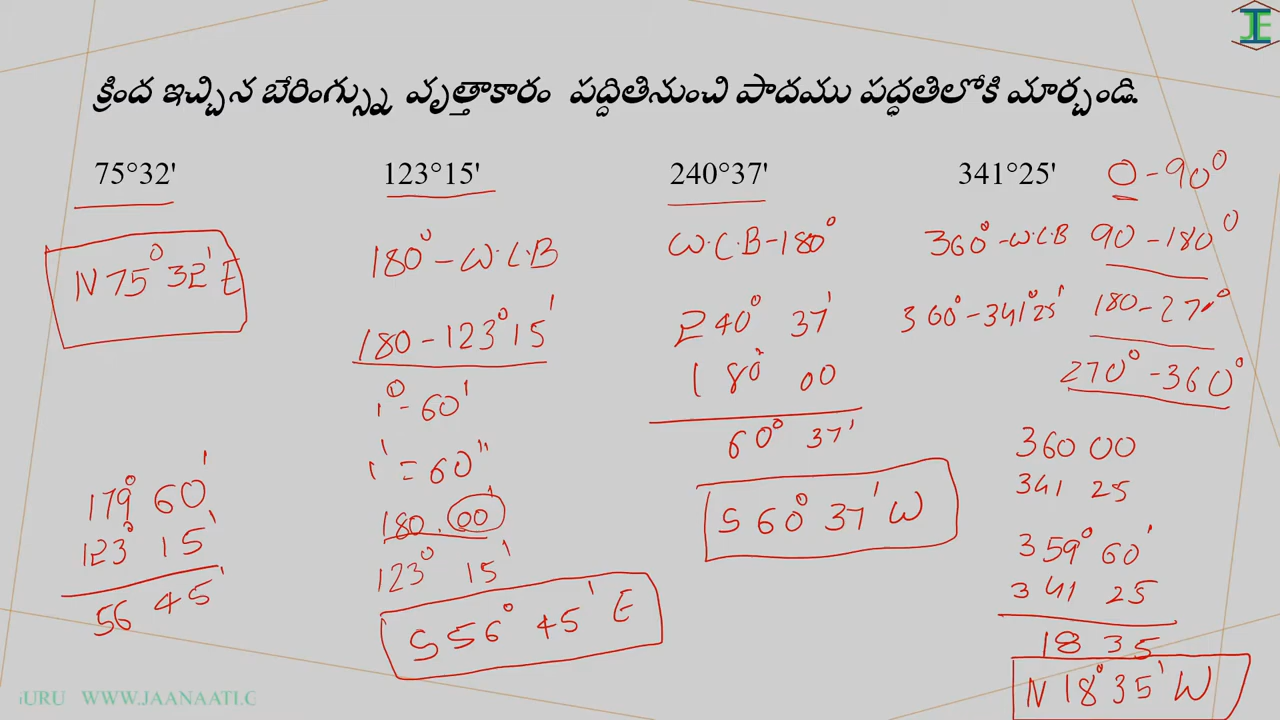 JE
క్రింద ఇచ్చిన బేరింగ్స్ను వృత్తాకారం పద్దితినుంచి పాదము పద్ధతిలోకి మార్చండి.
75°32' 123°15' 240°37' 341°25' 0-90°
N 75° 32' E
180° - W.C.B
180 - 123° 15'
1° - 60'
1' = 60"
180.00'
123° 15'
S 56° 45' E
179° 60'
123° 15'
56 45'
W.C.B - 180°
240° 37'
180° 00
60° 37'
S 60° 37' W
360° - W.C.B 90 - 180°
360° - 341° 25' 180 - 270°
270° - 360°
360 00
341 25
359° 60'
341 25
18 35
N 18° 35' W
GURU WWW.JAANAATI.C